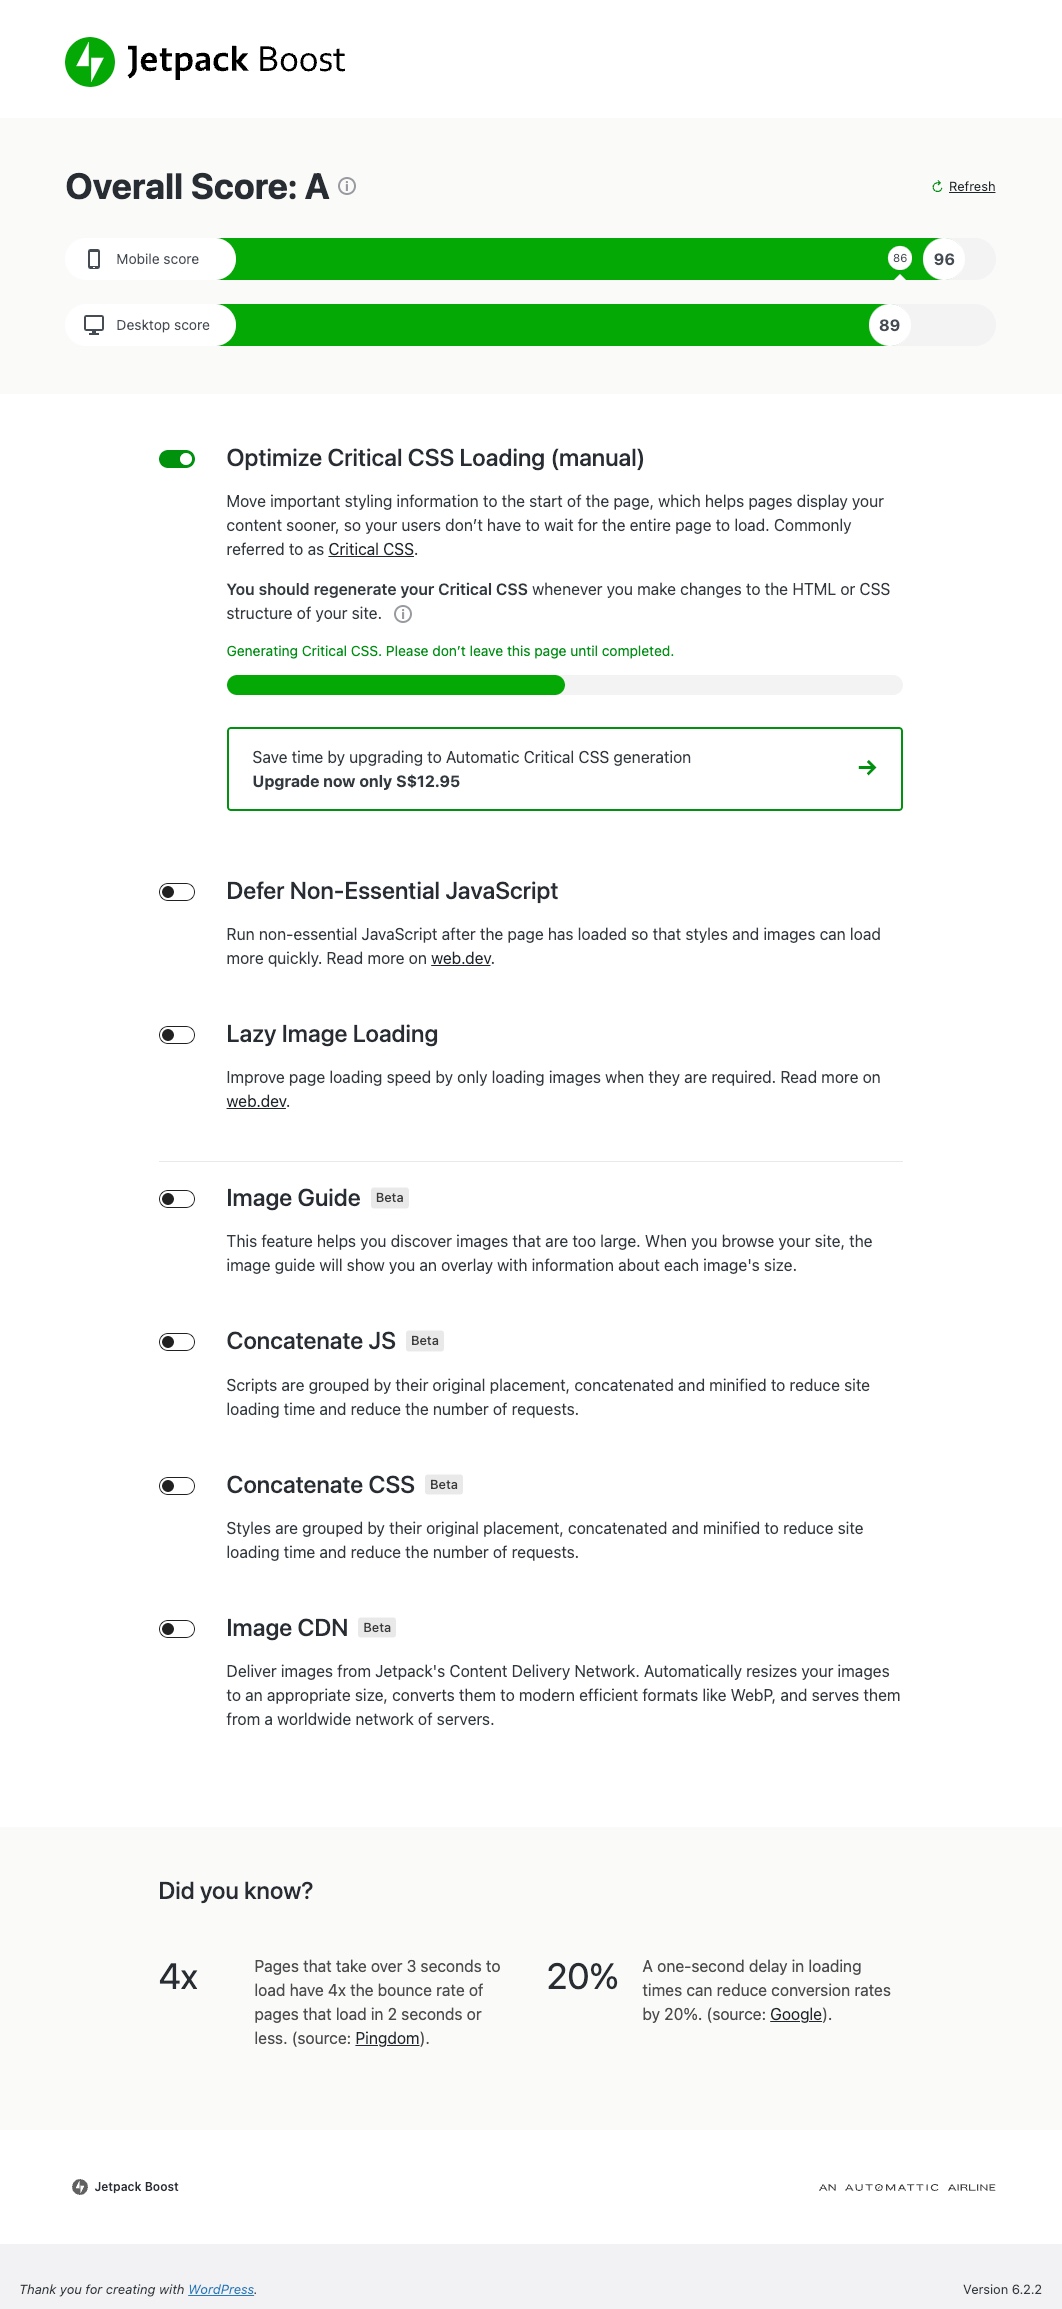 Jetpack Boost
Overall Score: A
Refresh
Mobile score
86
96
Desktop score
89
Optimize Critical CSS Loading (manual)
Move important styling information to the start of the page, which helps pages display your
content sooner, so your users don’t have to wait for the entire page to load. Commonly
referred to as Critical CSS.
You should regenerate your Critical CSS whenever you make changes to the HTML or CSS
structure of your site.
Generating Critical CSS. Please don’t leave this page until completed.
Save time by upgrading to Automatic Critical CSS generation
Upgrade now only S$12.95
Defer Non-Essential JavaScript
Run non-essential JavaScript after the page has loaded so that styles and images can load
more quickly. Read more on web.dev.
Lazy Image Loading
Improve page loading speed by only loading images when they are required. Read more on
web.dev.
Image Guide Beta
This feature helps you discover images that are too large. When you browse your site, the
image guide will show you an overlay with information about each image's size.
Concatenate JS Beta
Scripts are grouped by their original placement, concatenated and minified to reduce site
loading time and reduce the number of requests.
Concatenate CSS Beta
Styles are grouped by their original placement, concatenated and minified to reduce site
loading time and reduce the number of requests.
Image CDN Beta
Deliver images from Jetpack's Content Delivery Network. Automatically resizes your images
to an appropriate size, converts them to modern efficient formats like WebP, and serves them
from a worldwide network of servers.
Did you know?
4x
Pages that take over 3 seconds to
load have 4x the bounce rate of
pages that load in 2 seconds or
less. (source: Pingdom).
20%
A one-second delay in loading
times can reduce conversion rates
by 20%. (source: Google).
Jetpack Boost
AN AUTOMATTIC AIRLINE
Thank you for creating with WordPress.
Version 6.2.2